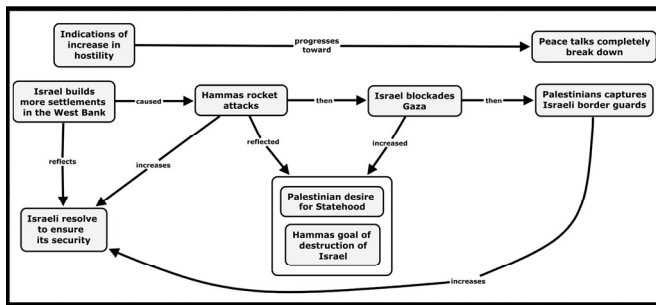 Indications of
increase in
hostility
progresses
toward
Peace talks completely
break down
Israel builds
more settlements
in the West Bank
caused
Hammas rocket
attacks
then
Israel blockades
Gaza
then
Palestinians captures
Israeli border guards
reflects
increases
reflected
increased
Israeli resolve
to ensure
its security
Palestinian desire
for Statehood
Hammas goal of
destruction of
Israel
increases